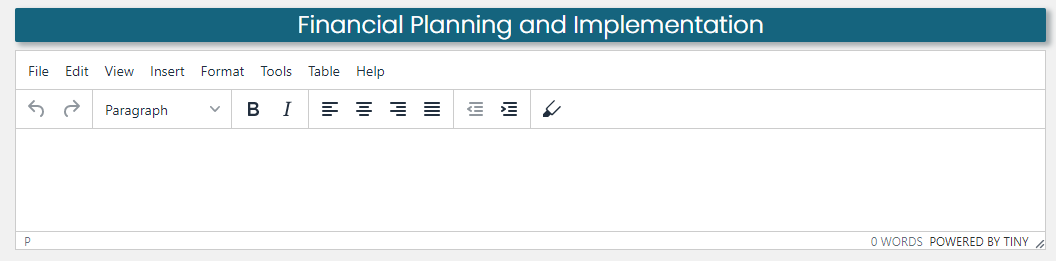 Financial Planning and Implementation
File Edit View Insert Format Tools Table Help
Paragraph B I
P 0 WORDS POWERED BY TINY